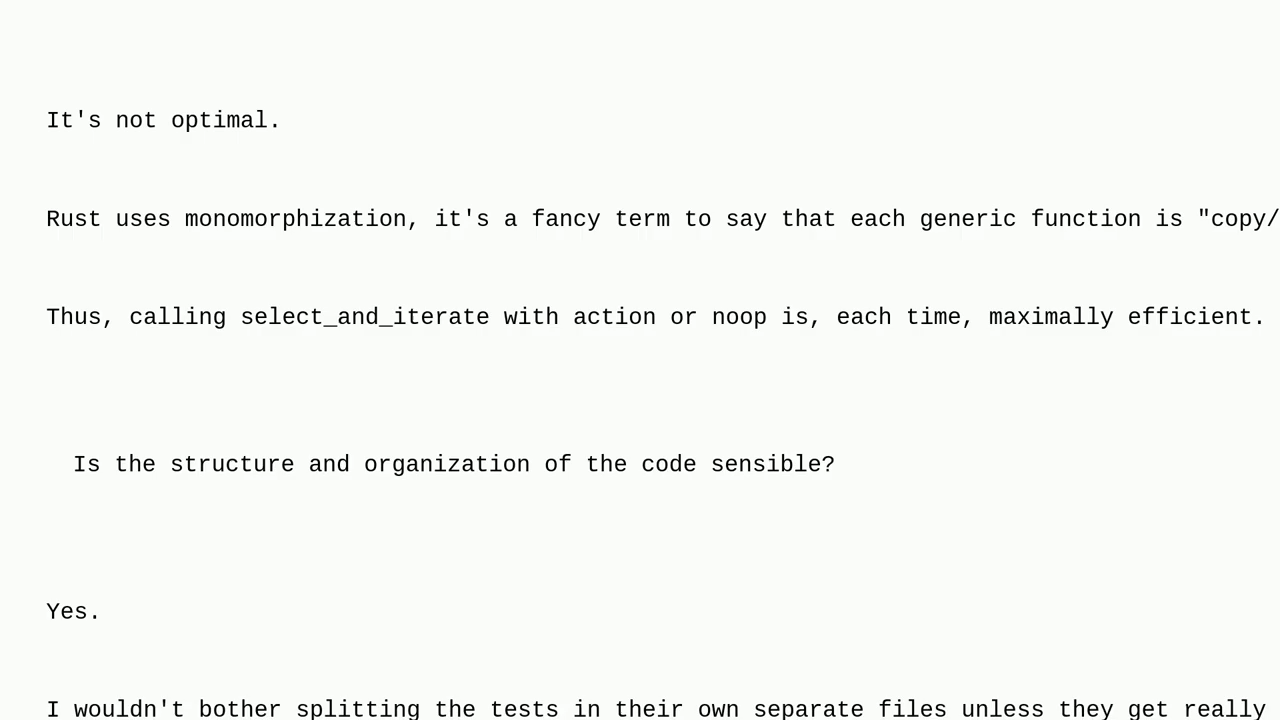 It's not optimal.
Rust uses monomorphization, it's a fancy term to say that each generic function is "copy/
Thus, calling select_and_iterate with action or noop is, each time, maximally efficient.
Is the structure and organization of the code sensible?
Yes.
I wouldn't bother splitting the tests in their own separate files unless they get really